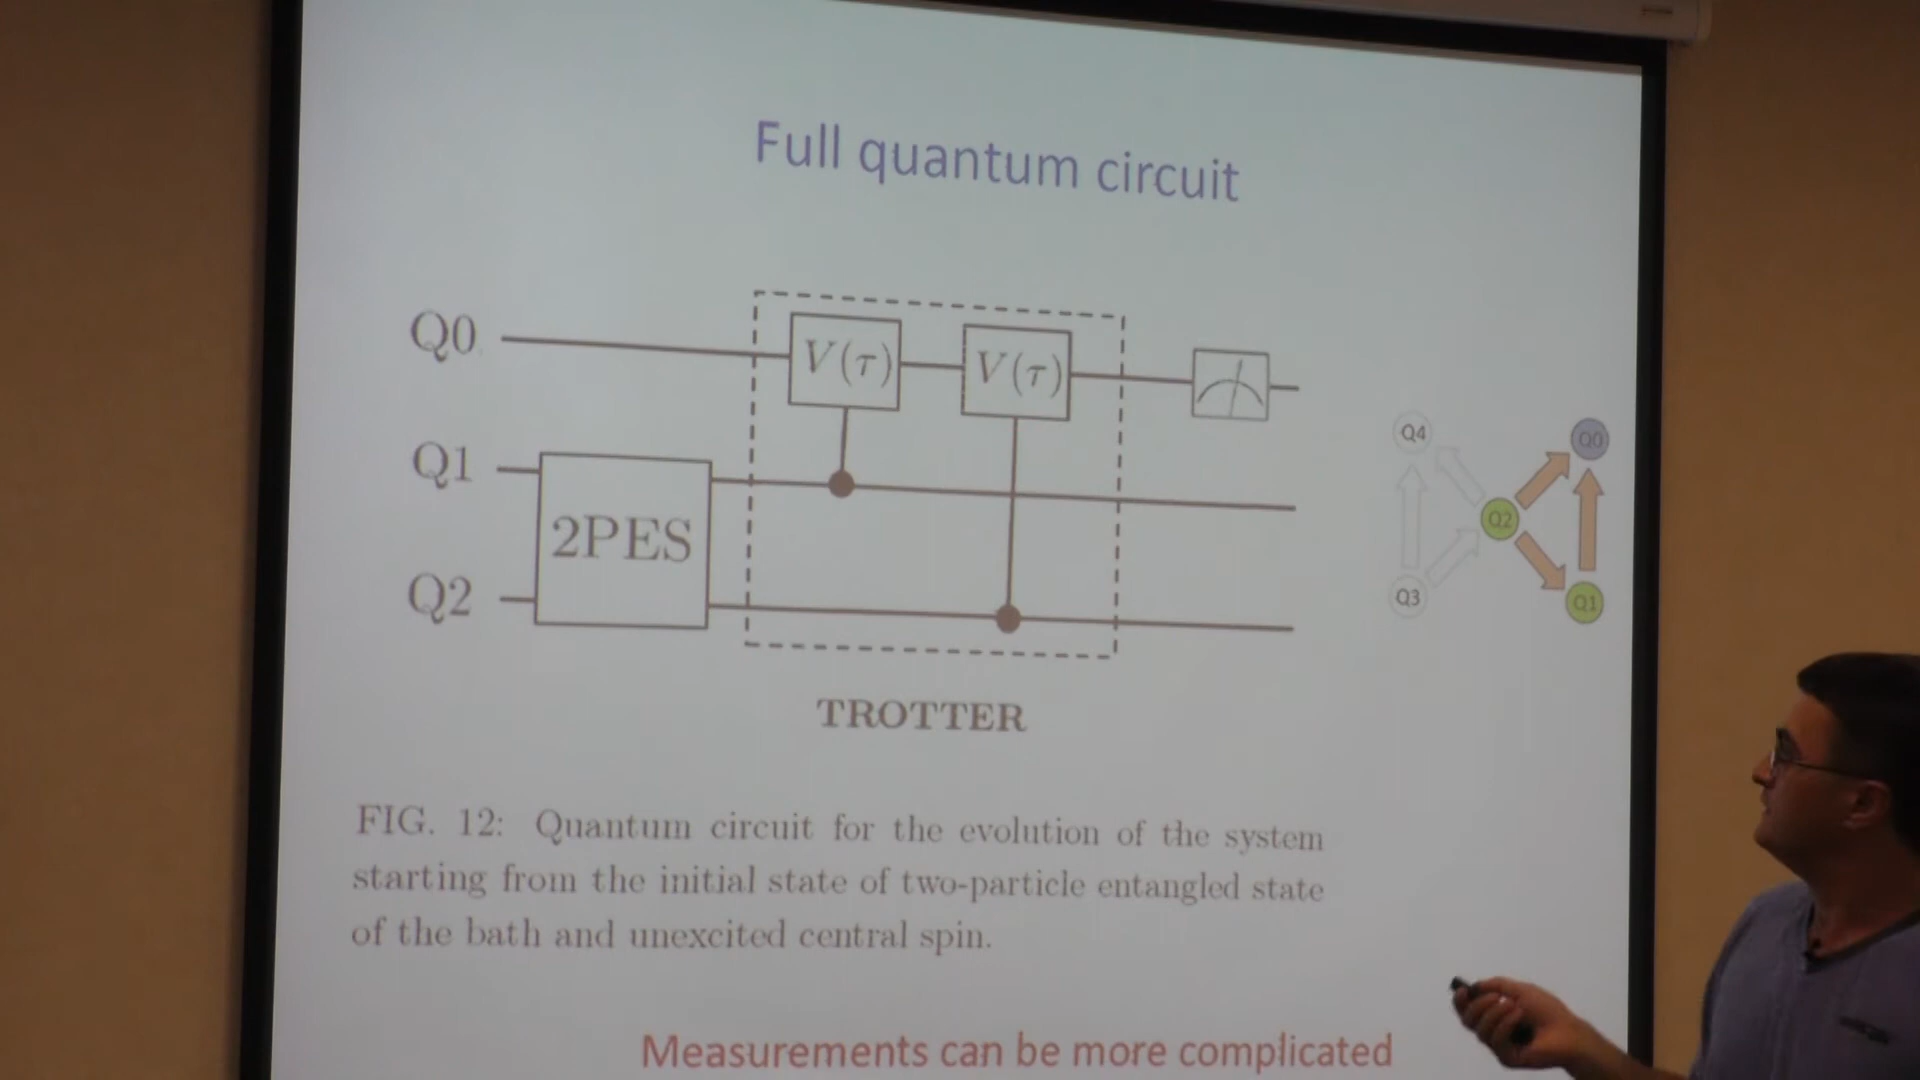 Full quantum circuit
Q0
V(τ)
V(τ)
Q1
2PES
Q2
TROTTER
Q4
Q0
Q2
Q3
Q1
FIG. 12: Quantum circuit for the evolution of the system
starting from the initial state of two-particle entangled state
of the bath and unexcited central spin.
Measurements can be more complicated